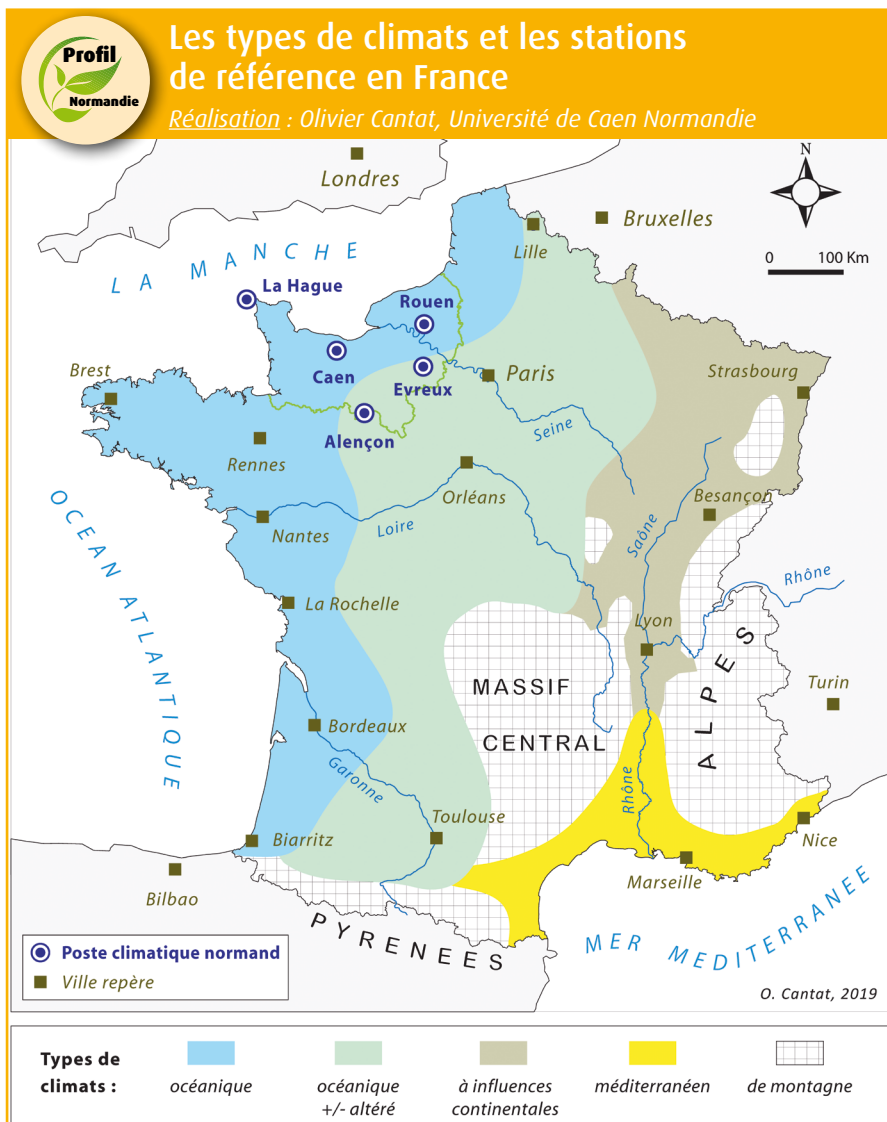 Profil
Normandie
Les types de climats et les stations
de référence en France
Réalisation : Olivier Cantat, Université de Caen Normandie
Londres
N
Bruxelles
Lille
0 100 Km
LA MANCHE
La Hague
Rouen
Caen
Evreux
Paris
Strasbourg
Brest
Alençon
Seine
Rennes
Orléans
Besançon
Nantes
Loire
Saône
OCEAN ATLANTIQUE
Rhône
La Rochelle
Lyon
MASSIF
CENTRAL
ALPES
Turin
Bordeaux
Garonne
Rhône
Toulouse
Biarritz
Nice
Bilbao
Marseille
PYRENEES
MER MEDITERRANEE
Poste climatique normand
Ville repère
O. Cantat, 2019
Types de
climats :
océanique
océanique
+/- altéré
à influences
continentales
méditerranéen
de montagne